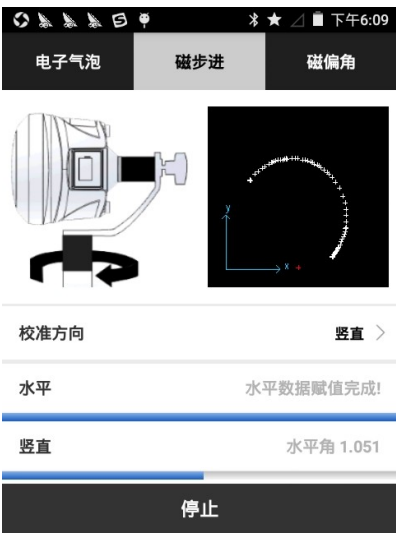 下午6:09
电子气泡 磁步进 磁偏角
y
x
校准方向 竖直
水平 水平数据赋值完成!
竖直 水平角 1.051
停止